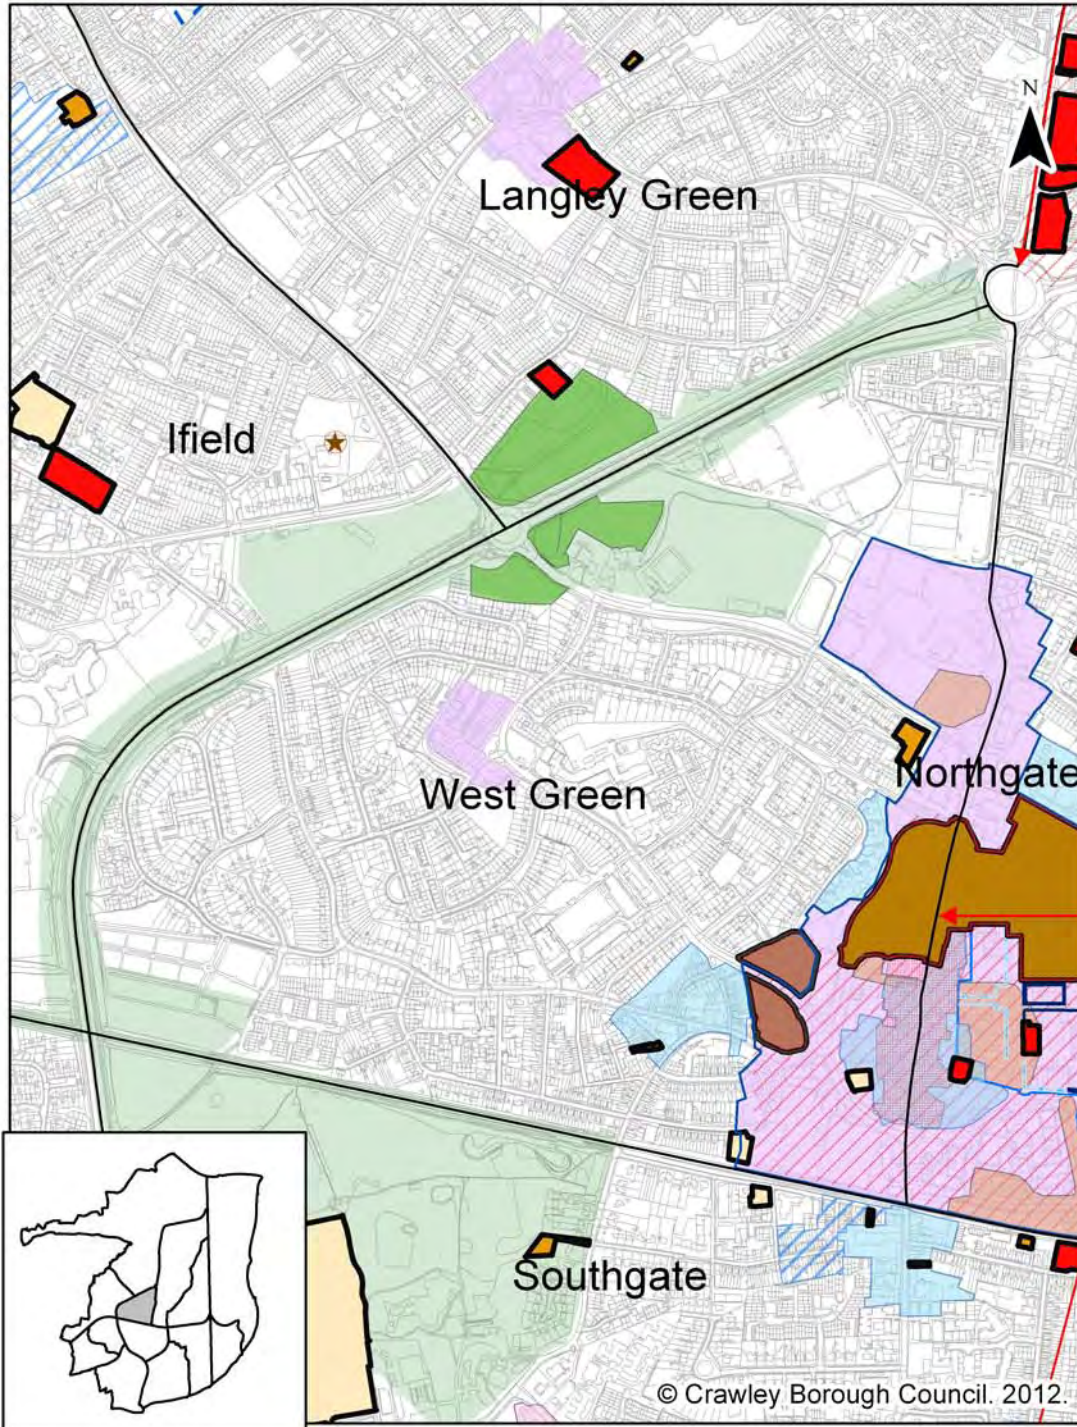 N
Langley Green
Ifield
West Green
Northgate
Southgate
© Crawley Borough Council. 2012.